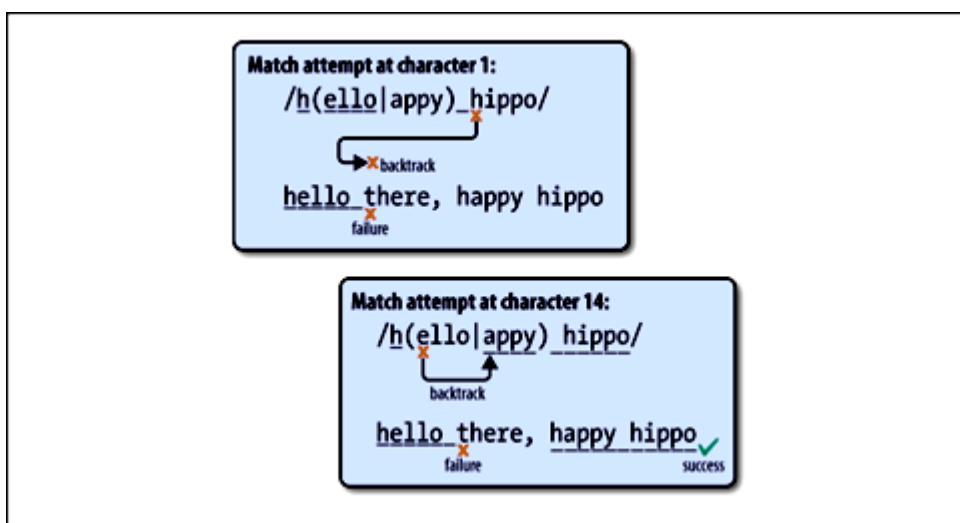 Match attempt at character 1:
/h(ello|appy) hippo/
backtrack
hello there, happy hippo
failure
Match attempt at character 14:
/h(ello|appy) hippo/
backtrack
hello there, happy hippo
failure
success